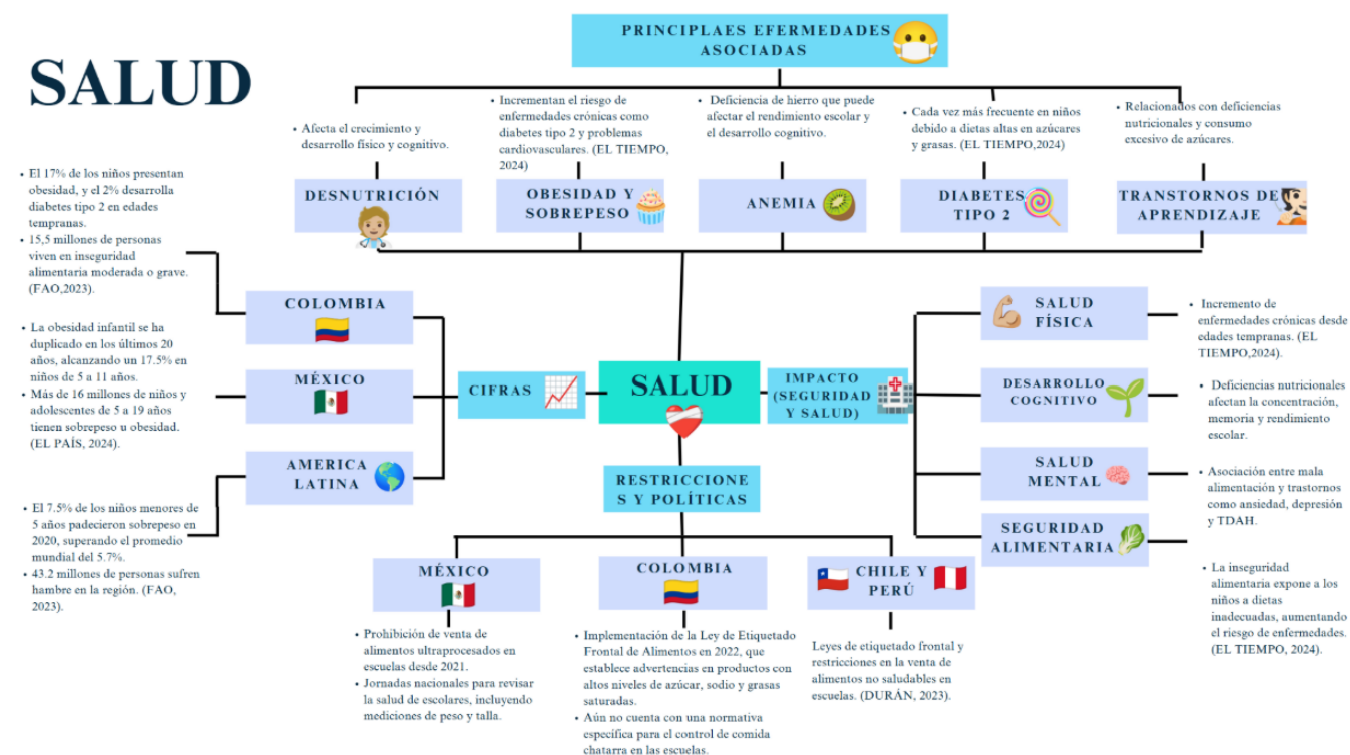 SALUD
PRINCIPLAES EFERMEDADES
ASOCIADAS
• Afecta el crecimiento y
desarrollo físico y cognitivo.
• Incrementan el riesgo de
enfermedades crónicas como
diabetes tipo 2 y problemas
cardiovasculares. (EL TIEMPO,
2024)
• Deficiencia de hierro que puede
afectar el rendimiento escolar y
el desarrollo cognitivo.
• Cada vez más frecuente en niños
debido a dietas altas en azúcares
y grasas. (EL TIEMPO,2024)
• Relacionados con deficiencias
nutricionales y consumo
excesivo de azúcares.
DESNUTRICIÓN
OBESIDAD Y
SOBREPESO
ANEMIA
DIABETES
TIPO 2
TRANSTORNOS DE
APRENDIZAJE
• El 17% de los niños presentan
obesidad, y el 2% desarrolla
diabetes tipo 2 en edades
tempranas.
• 15,5 millones de personas
viven en inseguridad
alimentaria moderada o grave.
(FAO,2023).
COLOMBIA
• La obesidad infantil se ha
duplicado en los últimos 20
años, alcanzando un 17.5% en
niños de 5 a 11 años.
• Más de 16 millones de niños y
adolescentes de 5 a 19 años
tienen sobrepeso u obesidad.
(EL PAÍS, 2024).
MÉXICO
AMERICA
LATINA
• El 7.5% de los niños menores de
5 años padecieron sobrepeso en
2020, superando el promedio
mundial del 5.7%.
• 43.2 millones de personas sufren
hambre en la región. (FAO,
2023).
CIFRAS
SALUD
IMPACTO
(SEGURIDAD
Y SALUD)
SALUD
FÍSICA
• Incremento de
enfermedades crónicas desde
edades tempranas. (EL
TIEMPO,2024).
DESARROLLO
COGNITIVO
• Deficiencias nutricionales
afectan la concentración,
memoria y rendimiento
escolar.
SALUD
MENTAL
• Asociación entre mala
alimentación y trastornos
como ansiedad, depresión
y TDAH.
SEGURIDAD
ALIMENTARIA
• La inseguridad
alimentaria expone a los
niños a dietas
inadecuadas, aumentando
el riesgo de enfermedades.
(EL TIEMPO, 2024).
RESTRICCIONE
S Y POLÍTICAS
MÉXICO
• Prohibición de venta de
alimentos ultraprocesados en
escuelas desde 2021.
• Jornadas nacionales para revisar
la salud de escolares, incluyendo
mediciones de peso y talla.
COLOMBIA
• Implementación de la Ley de Etiquetado
Frontal de Alimentos en 2022, que
establece advertencias en productos con
altos niveles de azúcar, sodio y grasas
saturadas.
• Aún no cuenta con una normativa
específica para el control de comida
chatarra en las escuelas.
CHILE Y
PERÚ
Leyes de etiquetado frontal y
restricciones en la venta de
alimentos no saludables en
escuelas. (DURÁN, 2023).